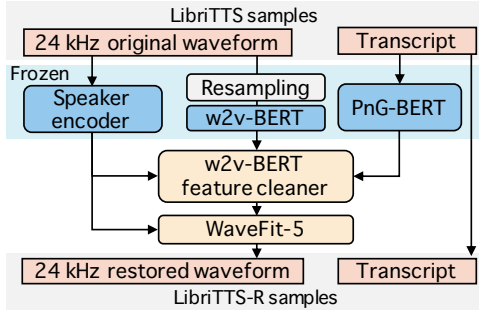 LibriTTS samples
24 kHz original waveform
Transcript
Frozen
Speaker
encoder
Resampling
w2v-BERT
PnG-BERT
w2v-BERT
feature cleaner
WaveFit-5
24 kHz restored waveform
Transcript
LibriTTS-R samples